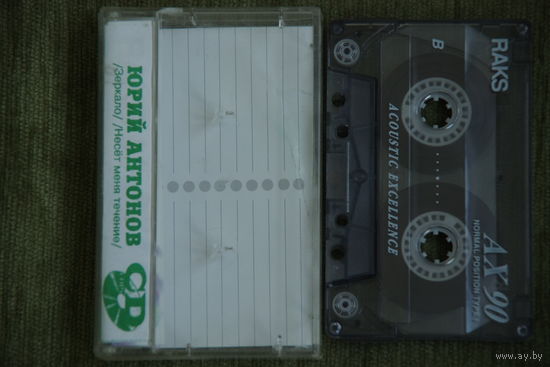 ЮРИЙ АНТОНОВ
/Зеркало/ /Несёт меня течение/
CD
RAKS
B
ACOUSTIC EXCELLENCE
AX 90
NORMAL POSITION TYPE I
www.ay.by